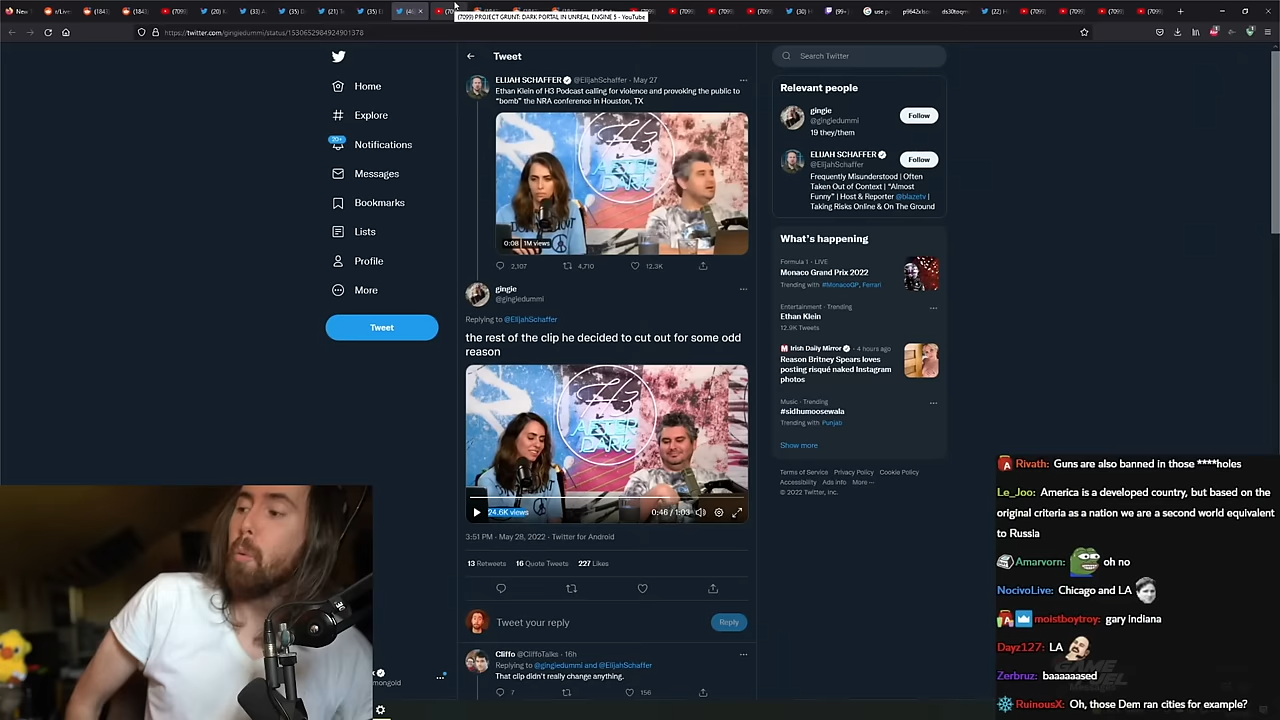 (7099) PROJECT GRUNT: DARK PORTAL IN UNREAL ENGINE 5 - YouTube
https://twitter.com/gingiedummi/status/1530652984924901378
Home
Explore
20+
Notifications
Messages
Bookmarks
Lists
Profile
More
Tweet
Tweet
ELIJAH SCHAFFER @ElijahSchaffer · May 27
Ethan Klein of H3 Podcast calling for violence and provoking the public to
"bomb" the NRA conference in Houston, TX
H3
AFTER
DARK
0:08 | 1M views
2,107
4,710
12.3K
gingie
@gingiedummi
Replying to @ElijahSchaffer
the rest of the clip he decided to cut out for some odd
reason
H3
AFTER
DARK
24.6K views
0:46 / 1:03
3:51 PM · May 28, 2022 · Twitter for Android
13 Retweets 16 Quote Tweets 227 Likes
Tweet your reply
Reply
Cliffo @CliffoTalks · 16h
Replying to @gingiedummi and @ElijahSchaffer
That clip didn't really change anything.
7
156
Search Twitter
Relevant people
gingie
@gingiedummi
Follow
19 they/them
ELIJAH SCHAFFER
@ElijahSchaffer
Follow
Frequently Misunderstood | Often
Taken Out of Context | "Almost
Funny" | Host & Reporter @blazetv |
Taking Risks Online & On The Ground
What's happening
Formula 1 · LIVE
Monaco Grand Prix 2022
Trending with #MonacoGP, Ferrari
Entertainment · Trending
Ethan Klein
12.9K Tweets
Irish Daily Mirror · 4 hours ago
Reason Britney Spears loves
posting risqué naked Instagram
photos
Music · Trending
#sidhumoosewala
Trending with Punjab
Show more
Terms of Service Privacy Policy Cookie Policy
Accessibility Ads info More ···
© 2022 Twitter, Inc.
mongold
Rivath: Guns are also banned in those ****holes
Le_Joo: America is a developed country, but based on the
original criteria as a nation we are a second world equivalent
to Russia
Amarvorn: oh no
NocivoLive: Chicago and LA
moistboytroy: gary indiana
Dayz127: LA
Zerbruz: baaaaaased
RuinousX: Oh, those Dem ran cities for example?